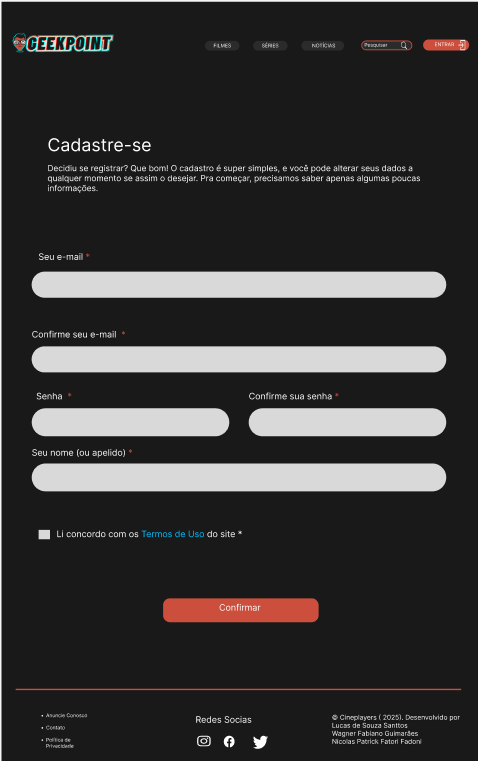 GEEKPOINT
FILMES
SÉRIES
NOTÍCIAS
Pesquisar
ENTRAR
Cadastre-se
Decidiu se registrar? Que bom! O cadastro é super simples, e você pode alterar seus dados a
qualquer momento se assim o desejar. Pra começar, precisamos saber apenas algumas poucas
informações.
Seu e-mail *
Confirme seu e-mail *
Senha *
Confirme sua senha *
Seu nome (ou apelido) *
Li concordo com os Termos de Uso do site *
Confirmar
• Anuncie Conosco
• Contato
• Política de
Privacidade
Redes Socias
© Cineplayers ( 2025). Desenvolvido por
Lucas de Souza Santtos
Wagner Fabiano Guimarães
Nicolas Patrick Fatori Fadoni